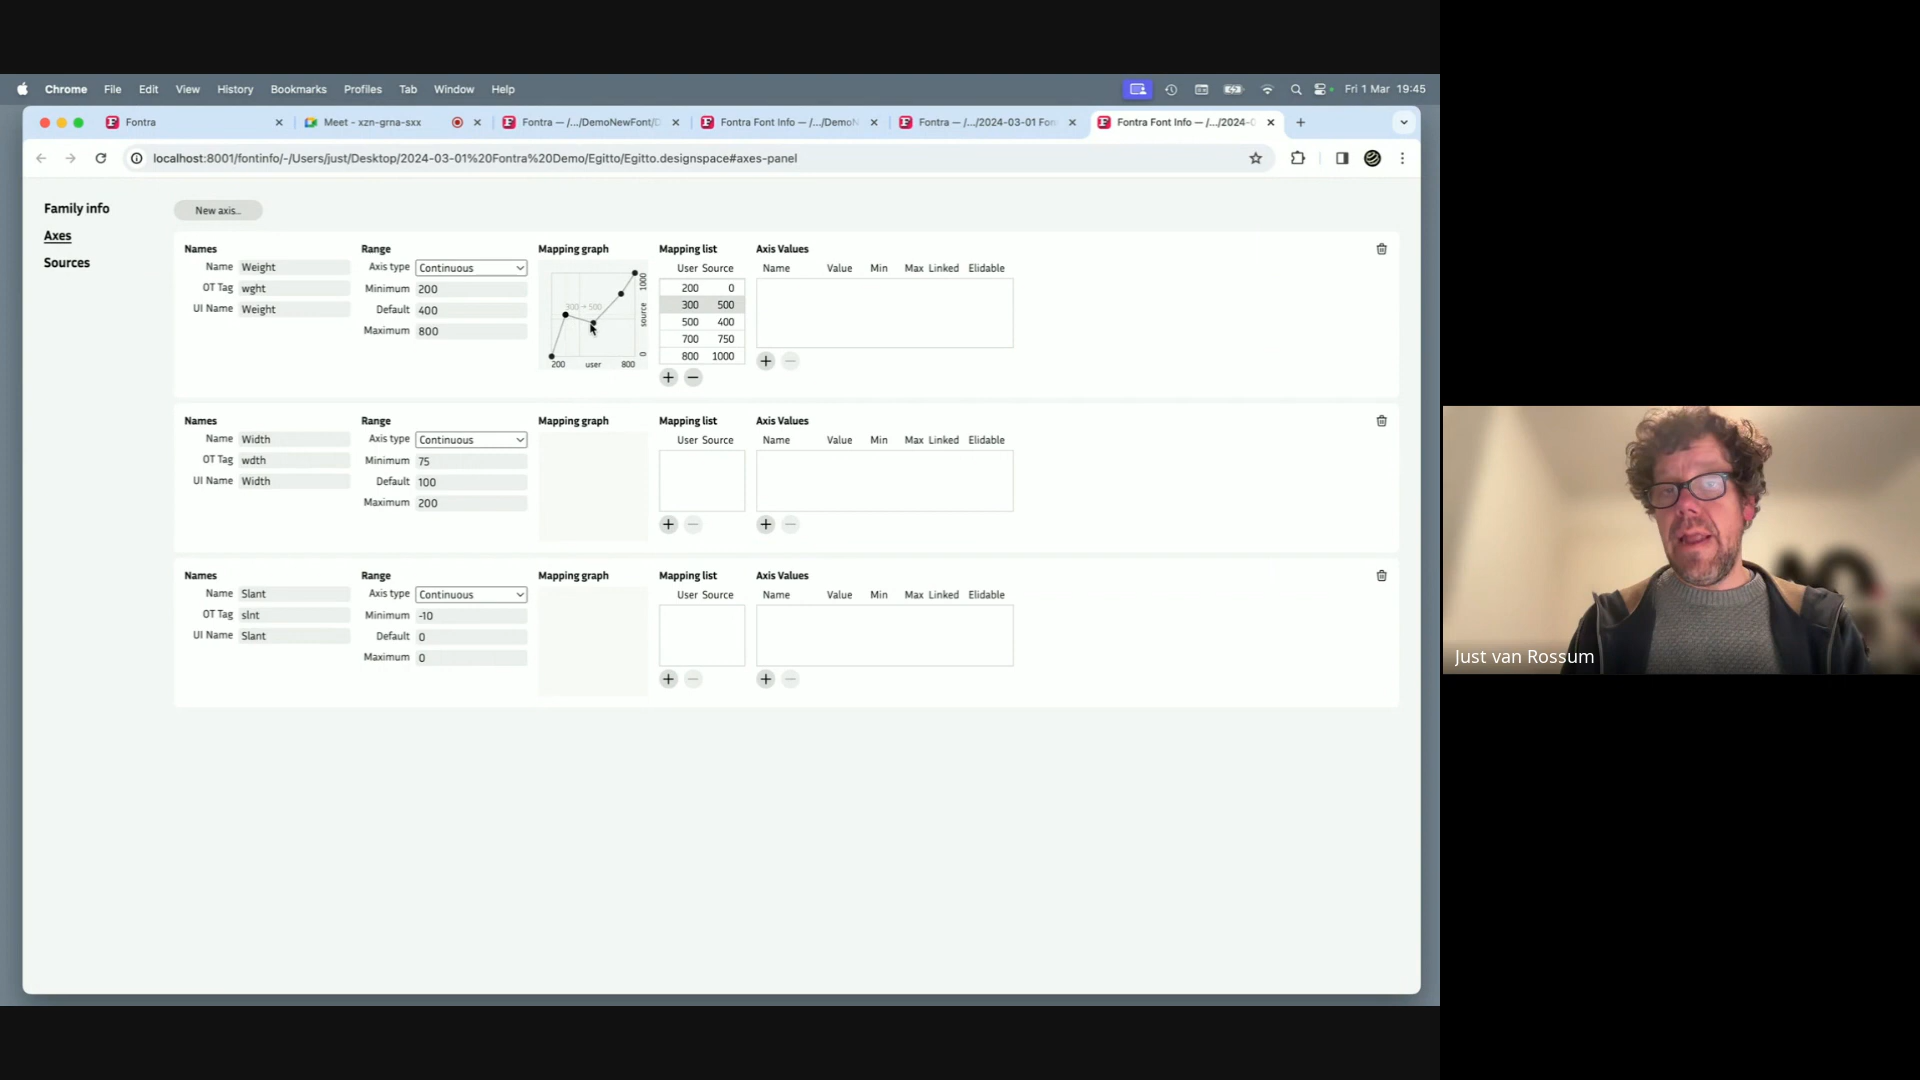 Chrome File Edit View History Bookmarks Profiles Tab Window Help Fri 1 Mar 19:45
Fontra Meet - xzn-grna-sxx Fontra — /.../DemoNewFont/D Fontra Font Info — /.../DemoN Fontra — /.../2024-03-01 Fon Fontra Font Info — /.../2024-0
localhost:8001/fontinfo/-/Users/just/Desktop/2024-03-01%20Fontra%20Demo/Egitto/Egitto.designspace#axes-panel
Family info
Axes
Sources
New axis...
Names Range Mapping graph Mapping list Axis Values
Name Weight Axis type Continuous User Source Name Value Min Max Linked Elidable
OT Tag wght Minimum 200 200 0
UI Name Weight Default 400 300 → 500 300 500
Maximum 800 500 400
700 750
800 1000
1000 source 0
200 user 800
Names Range Mapping graph Mapping list Axis Values
Name Width Axis type Continuous User Source Name Value Min Max Linked Elidable
OT Tag wdth Minimum 75
UI Name Width Default 100
Maximum 200
Names Range Mapping graph Mapping list Axis Values
Name Slant Axis type Continuous User Source Name Value Min Max Linked Elidable
OT Tag slnt Minimum -10
UI Name Slant Default 0
Maximum 0
Just van Rossum